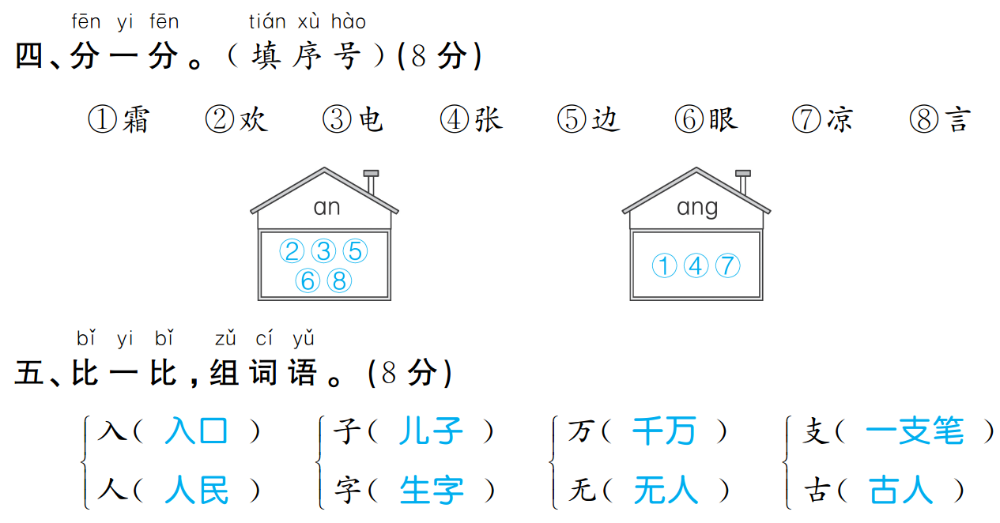 fēn yi fēn tián xù hào
四、分一分。(填序号)(8分)
①霜 ②欢 ③电 ④张 ⑤边 ⑥眼 ⑦凉 ⑧言
an ang
②③⑤ ①④⑦
⑥⑧
bǐ yi bǐ zǔ cí yǔ
五、比一比,组词语。(8分)
入( 入口 ) 子( 儿子 ) 万( 千万 ) 支( 一支笔 )
人( 人民 ) 字( 生字 ) 无( 无人 ) 古( 古人 )